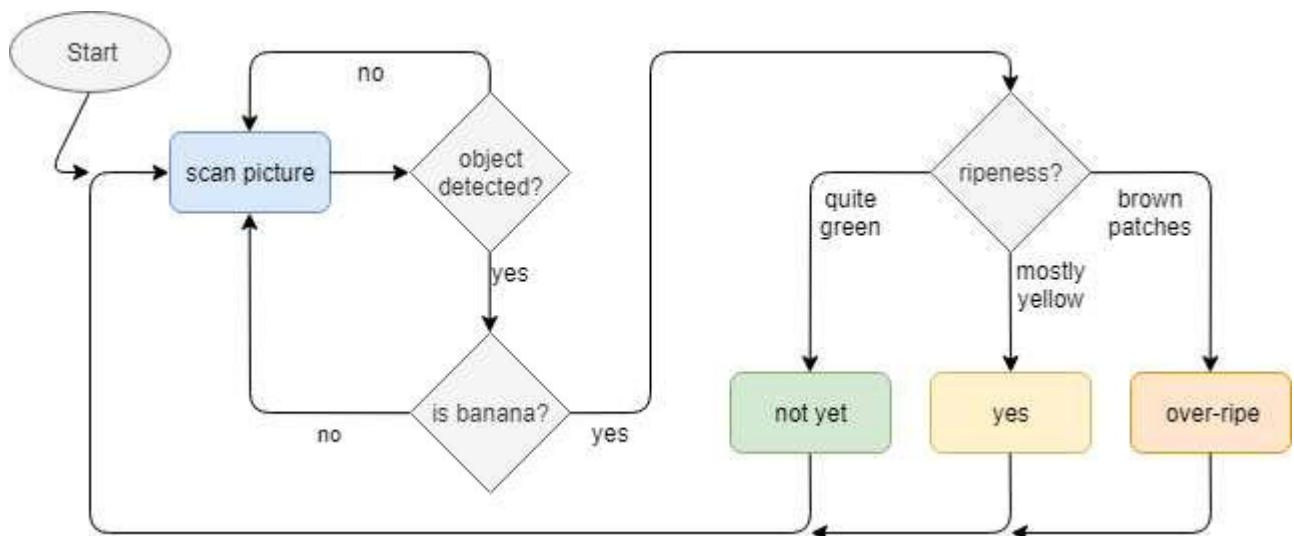 Start
no
scan picture
object
detected?
yes
is banana?
no
yes
ripeness?
quite
green
mostly
yellow
brown
patches
not yet
yes
over-ripe